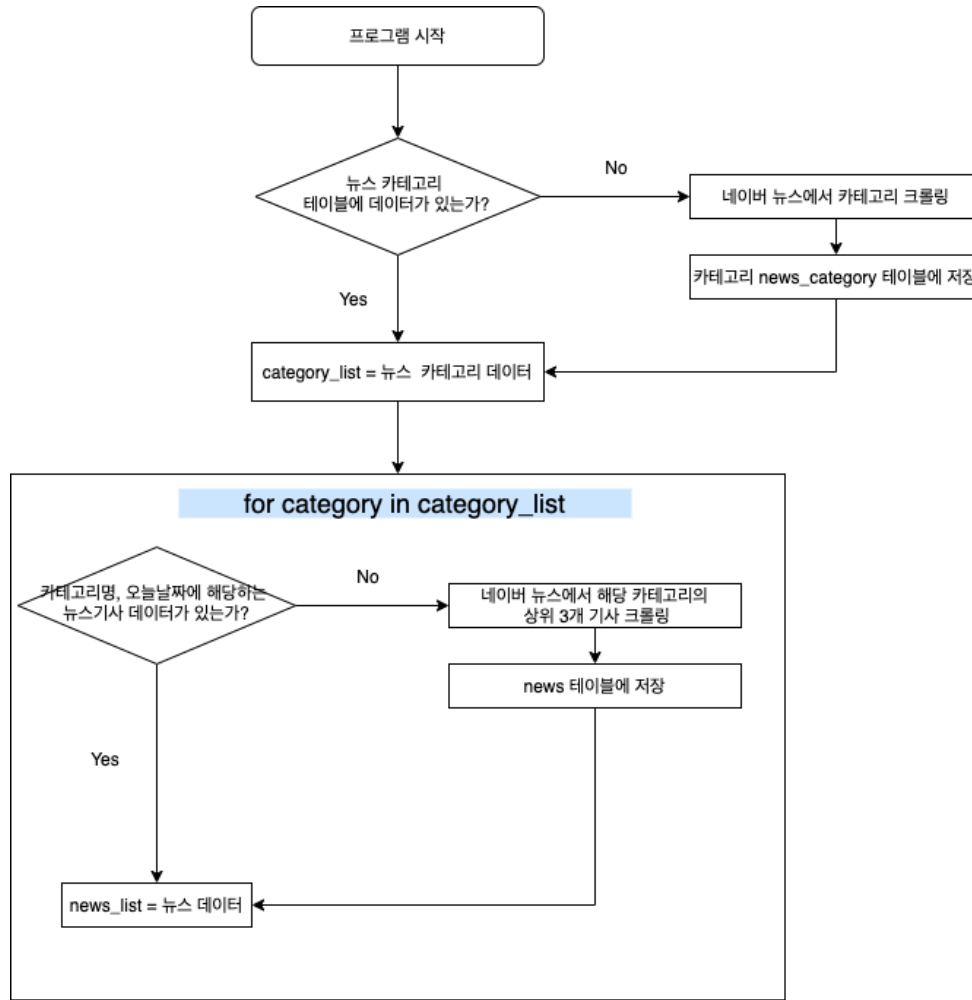 프로그램 시작
뉴스 카테고리
테이블에 데이터가 있는가?
No
네이버 뉴스에서 카테고리 크롤링
카테고리 news_category 테이블에 저장
Yes
category_list = 뉴스 카테고리 데이터
for category in category_list
카테고리명, 오늘날짜에 해당하는
뉴스기사 데이터가 있는가?
No
네이버 뉴스에서 해당 카테고리의
상위 3개 기사 크롤링
news 테이블에 저장
Yes
news_list = 뉴스 데이터